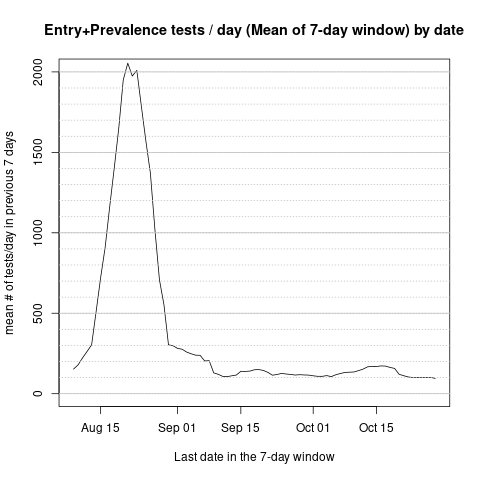 Entry+Prevalence tests / day (Mean of 7-day window) by date
mean # of tests/day in previous 7 days
2000
1500
1000
500
0
Aug 15
Sep 01
Sep 15
Oct 01
Oct 15
Last date in the 7-day window